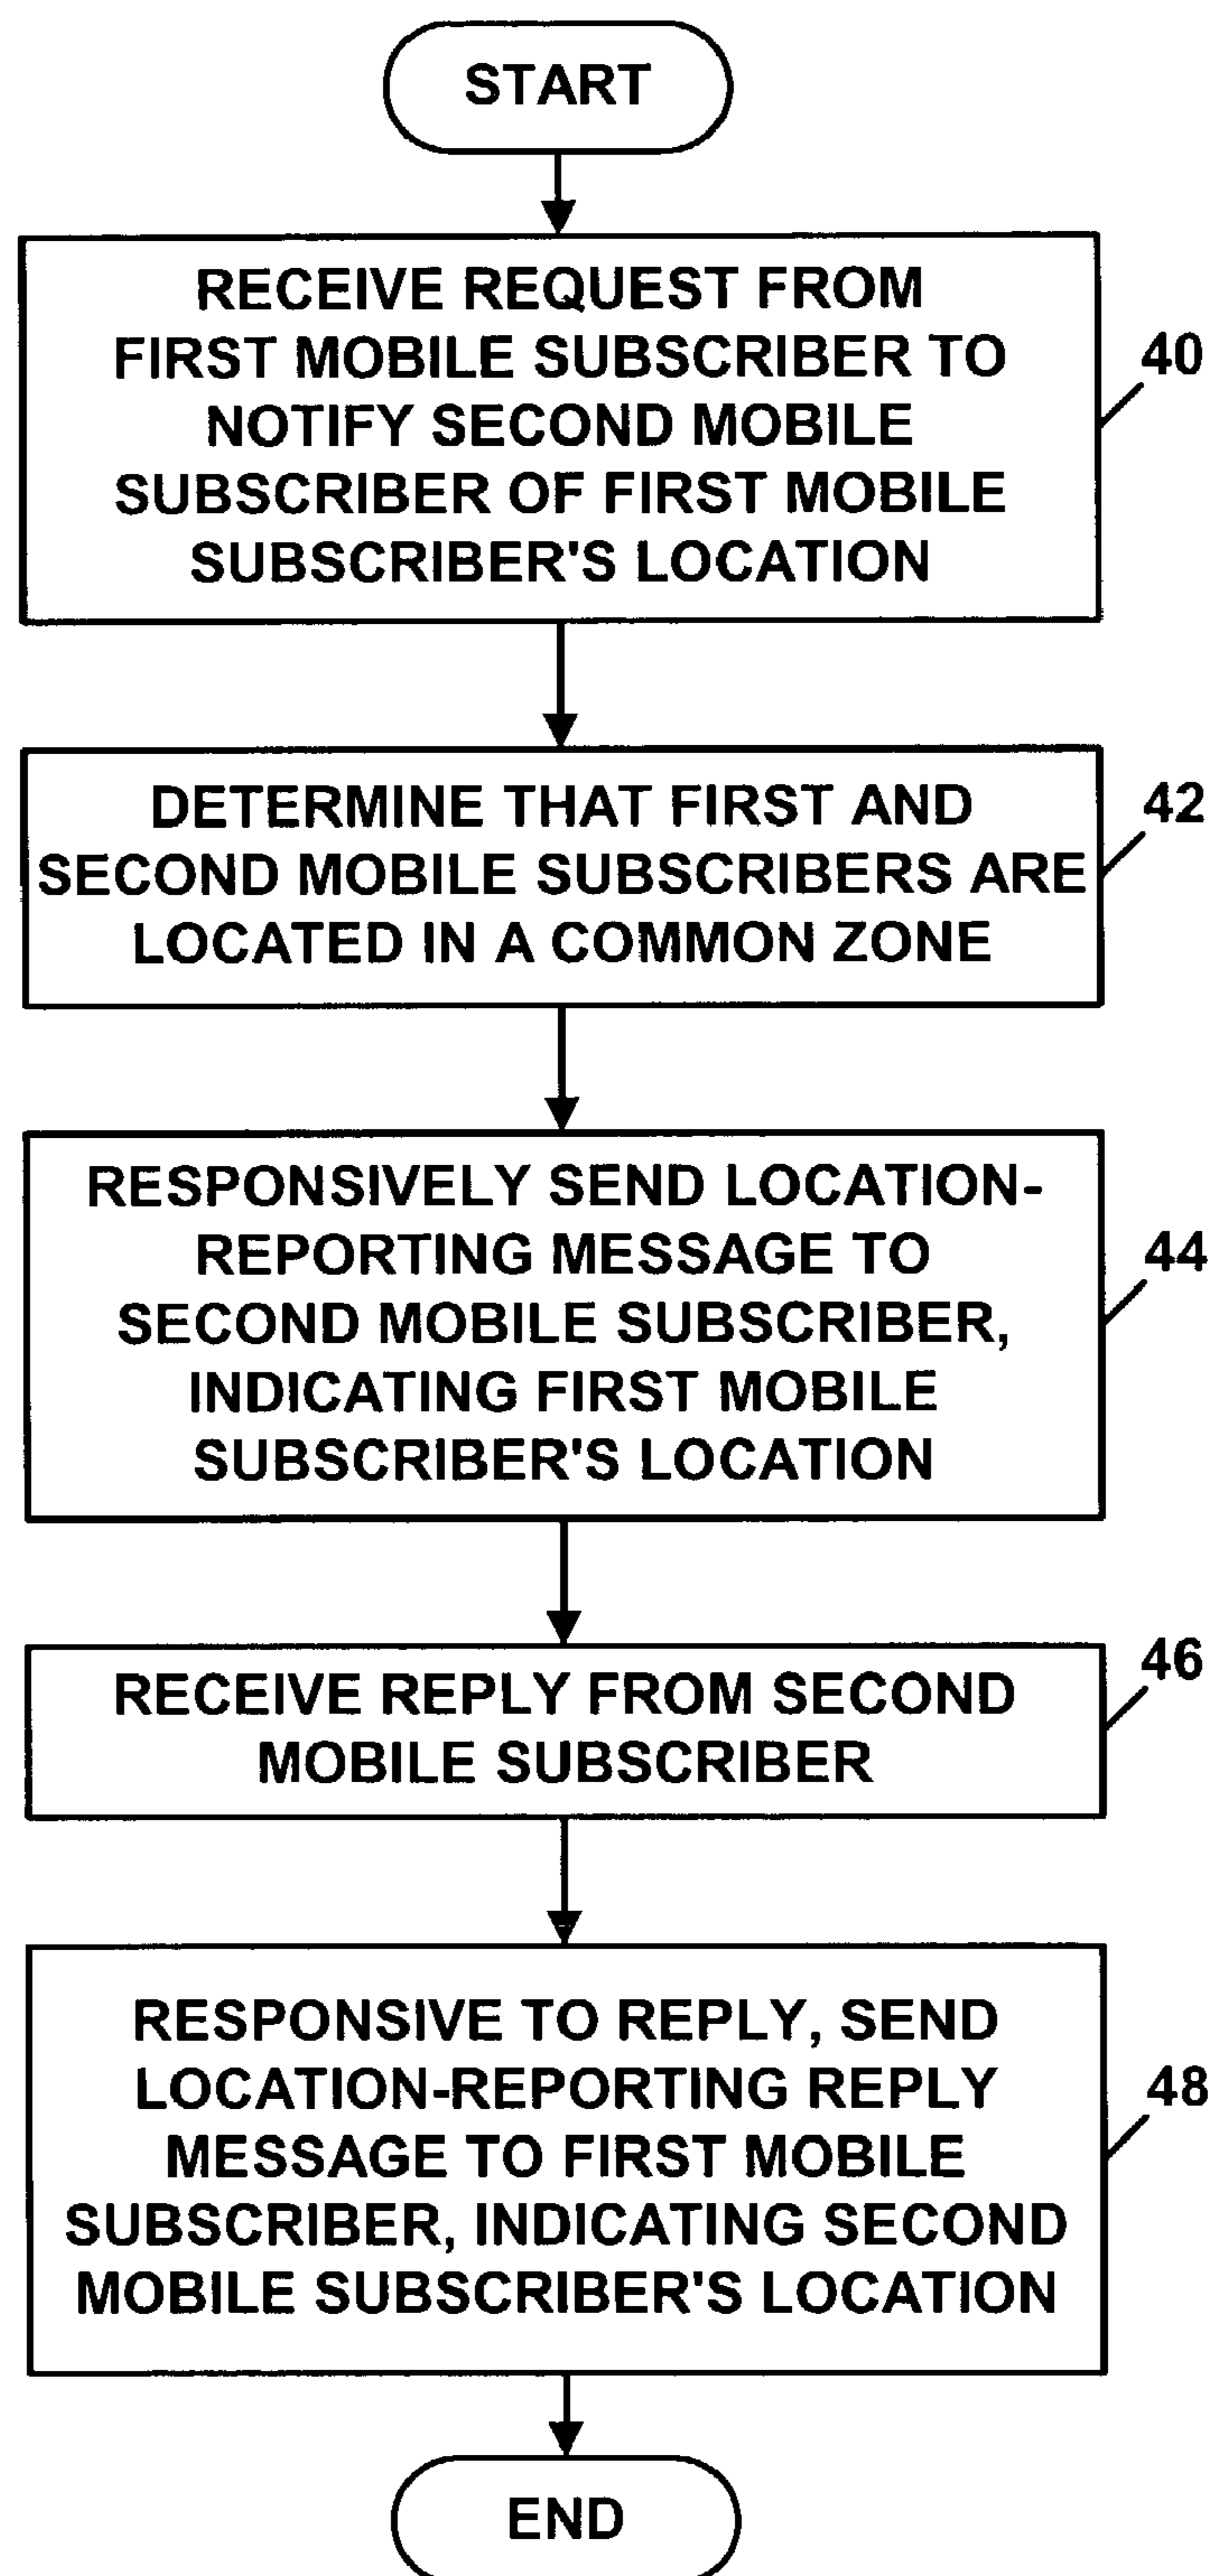 START
RECEIVE REQUEST FROM
FIRST MOBILE SUBSCRIBER TO
NOTIFY SECOND MOBILE
SUBSCRIBER OF FIRST MOBILE
SUBSCRIBER'S LOCATION
40
DETERMINE THAT FIRST AND
SECOND MOBILE SUBSCRIBERS ARE
LOCATED IN A COMMON ZONE
42
RESPONSIVELY SEND LOCATION-
REPORTING MESSAGE TO
SECOND MOBILE SUBSCRIBER,
INDICATING FIRST MOBILE
SUBSCRIBER'S LOCATION
44
RECEIVE REPLY FROM SECOND
MOBILE SUBSCRIBER
46
RESPONSIVE TO REPLY, SEND
LOCATION-REPORTING REPLY
MESSAGE TO FIRST MOBILE
SUBSCRIBER, INDICATING SECOND
MOBILE SUBSCRIBER'S LOCATION
48
END